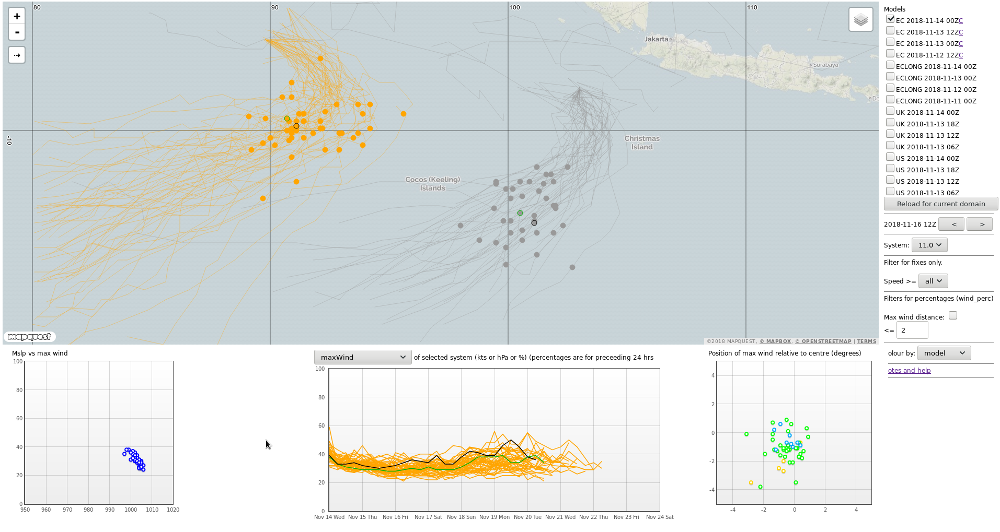 80
90
100
110
+
-
Jakarta
Surabaya
De
-10
Christmas
Island
Cocos (Keeling)
Islands
mapquest
©2018 MAPQUEST, © MAPBOX, © OPENSTREETMAP | TERMS
Models
EC 2018-11-14 00ZC
EC 2018-11-13 12ZC
EC 2018-11-13 00ZC
EC 2018-11-12 12ZC
ECLONG 2018-11-14 00Z
ECLONG 2018-11-13 00Z
ECLONG 2018-11-12 00Z
ECLONG 2018-11-11 00Z
UK 2018-11-14 00Z
UK 2018-11-13 18Z
UK 2018-11-13 12Z
UK 2018-11-13 06Z
US 2018-11-14 00Z
US 2018-11-13 18Z
US 2018-11-13 12Z
US 2018-11-13 06Z
Reload for current domain
2018-11-16 12Z < >
System: 11.0
Filter for fixes only.
Speed >= all
Filters for percentages (wind_perc)
Max wind distance:
<= 2
olour by: model
otes and help
Mslp vs max wind
100
80
60
40
20
0
950 960 970 980 990 1000 1010 1020
maxWind of selected system (kts or hPa or %) (percentages are for preceeding 24 hrs
100
80
60
40
20
0
Nov 14 Wed Nov 15 Thu Nov 16 Fri Nov 17 Sat Nov 18 Sun Nov 19 Mon Nov 20 Tue Nov 21 Wed Nov 22 Thu Nov 23 Fri Nov 24 Sat
Position of max wind relative to centre (degrees)
4
2
0
-2
-4
-4 -2 0 2 4